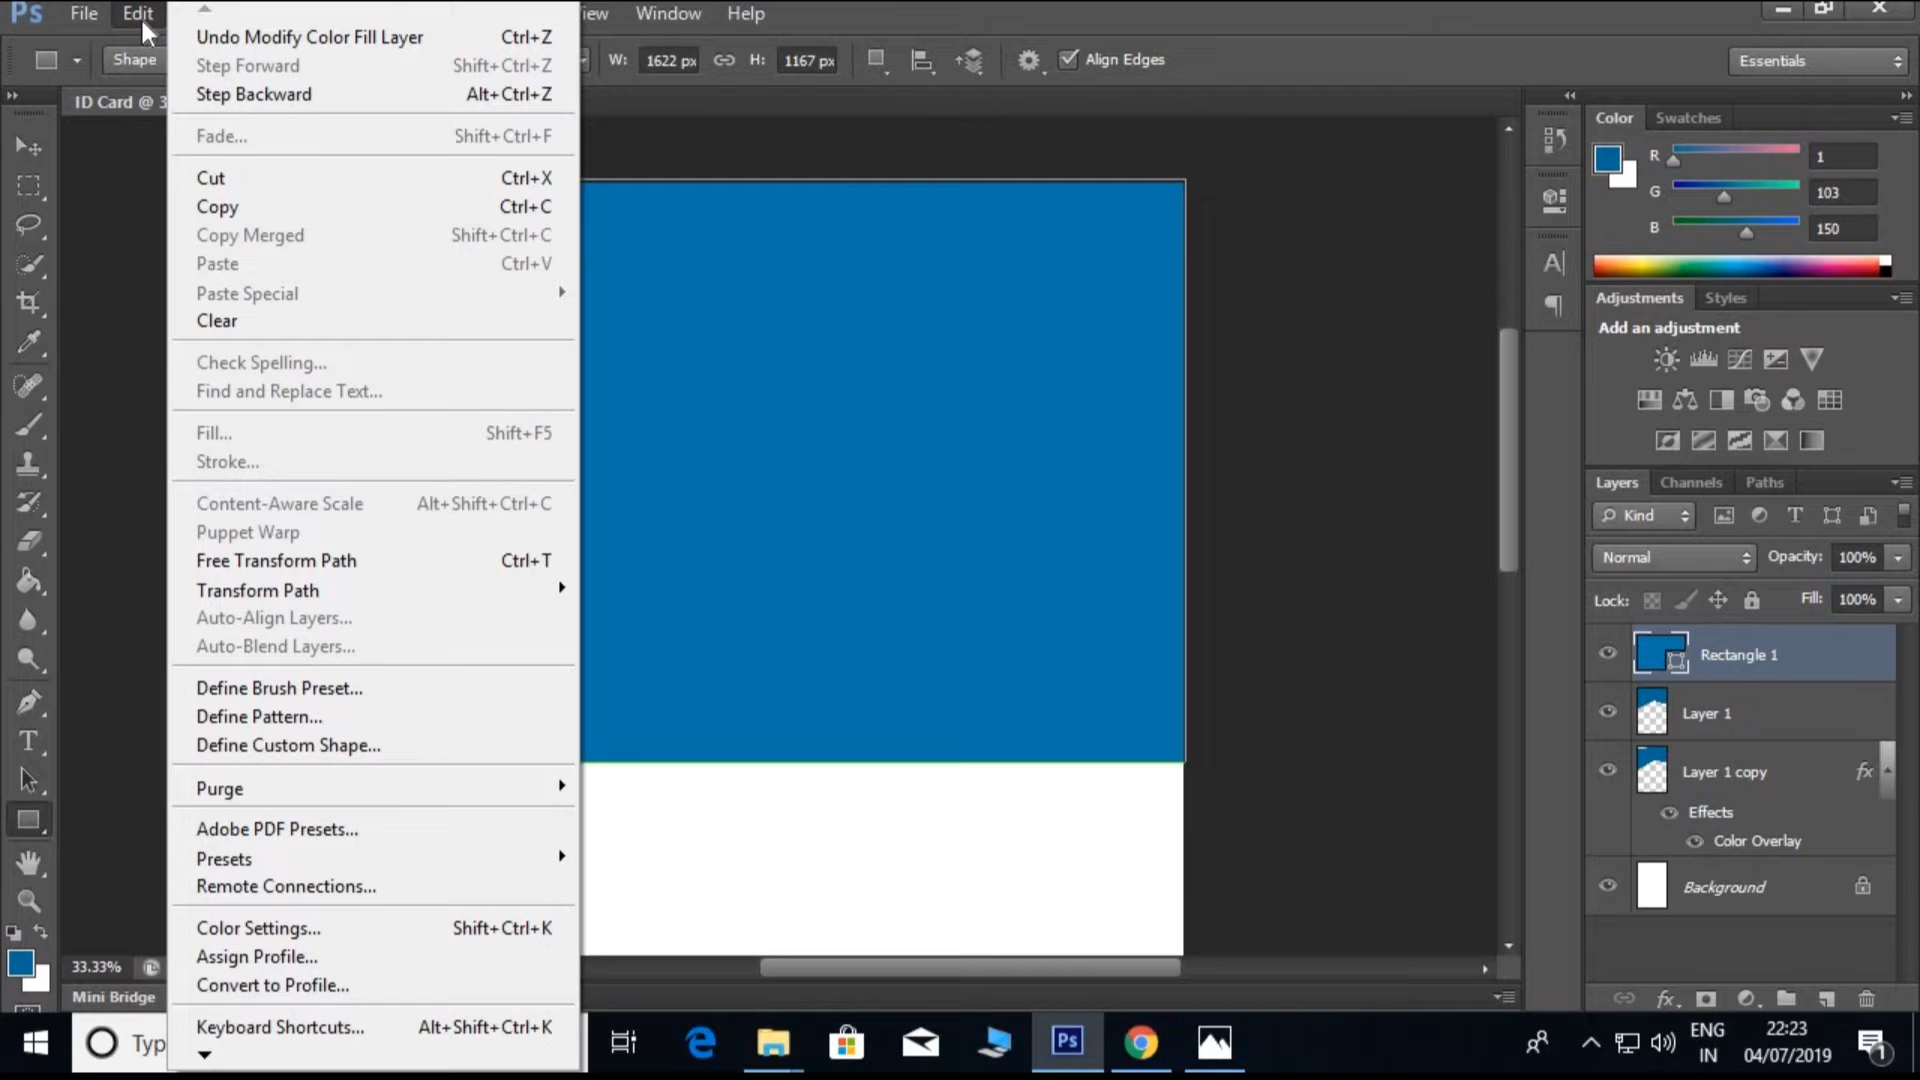 Ps File Edit View Window Help
Shape W: 1622 px H: 1167 px Align Edges Essentials
ID Card @ 3
Undo Modify Color Fill Layer Ctrl+Z
Step Forward Shift+Ctrl+Z
Step Backward Alt+Ctrl+Z
Fade... Shift+Ctrl+F
Cut Ctrl+X
Copy Ctrl+C
Copy Merged Shift+Ctrl+C
Paste Ctrl+V
Paste Special
Clear
Check Spelling...
Find and Replace Text...
Fill... Shift+F5
Stroke...
Content-Aware Scale Alt+Shift+Ctrl+C
Puppet Warp
Free Transform Path Ctrl+T
Transform Path
Auto-Align Layers...
Auto-Blend Layers...
Define Brush Preset...
Define Pattern...
Define Custom Shape...
Purge
Adobe PDF Presets...
Presets
Remote Connections...
Color Settings... Shift+Ctrl+K
Assign Profile...
Convert to Profile...
Keyboard Shortcuts... Alt+Shift+Ctrl+K
Color Swatches
R 1
G 103
B 150
Adjustments Styles
Add an adjustment
Layers Channels Paths
Kind
Normal Opacity: 100%
Lock: Fill: 100%
Rectangle 1
Layer 1
Layer 1 copy fx
Effects
Color Overlay
Background
33.33%
Mini Bridge
Typ
Ps
ENG
IN
22:23
04/07/2019
1